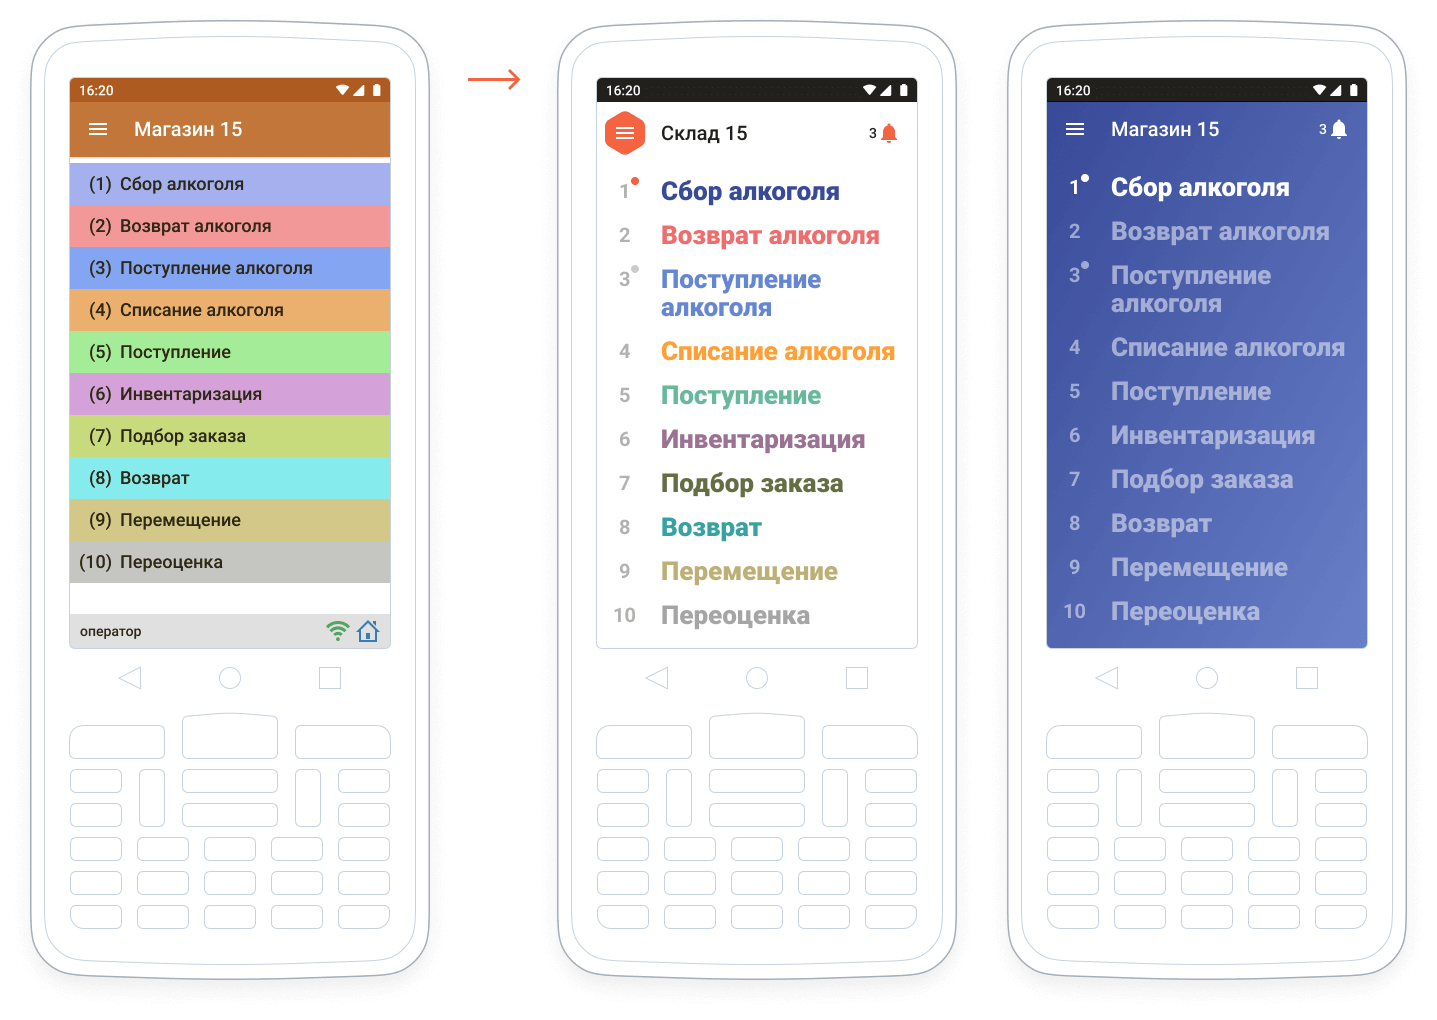 16:20
Магазин 15
(1) Сбор алкоголя
(2) Возврат алкоголя
(3) Поступление алкоголя
(4) Списание алкоголя
(5) Поступление
(6) Инвентаризация
(7) Подбор заказа
(8) Возврат
(9) Перемещение
(10) Переоценка
оператор
16:20
Склад 15 3
1 Сбор алкоголя
2 Возврат алкоголя
3 Поступление
алкоголя
4 Списание алкоголя
5 Поступление
6 Инвентаризация
7 Подбор заказа
8 Возврат
9 Перемещение
10 Переоценка
16:20
Магазин 15 3
1 Сбор алкоголя
2 Возврат алкоголя
3 Поступление
алкоголя
4 Списание алкоголя
5 Поступление
6 Инвентаризация
7 Подбор заказа
8 Возврат
9 Перемещение
10 Переоценка